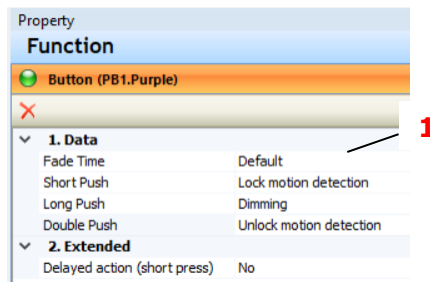 Property
Function
Button (PB1.Purple)
1. Data
Fade Time Default
Short Push Lock motion detection
Long Push Dimming
Double Push Unlock motion detection
2. Extended
Delayed action (short press) No
1